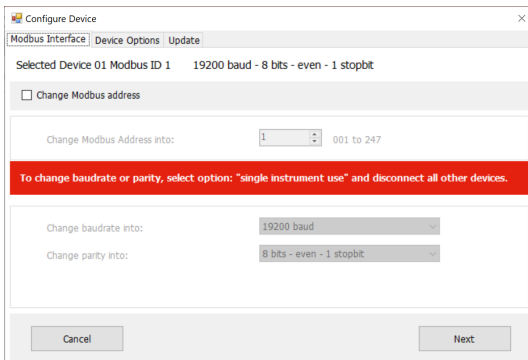 Configure Device
Modbus Interface Device Options Update
Selected Device 01 Modbus ID 1 19200 baud - 8 bits - even - 1 stopbit
Change Modbus address
Change Modbus Address into: 1 001 to 247
To change baudrate or parity, select option: "single instrument use" and disconnect all other devices.
Change baudrate into: 19200 baud
Change parity into: 8 bits - even - 1 stopbit
Cancel Next